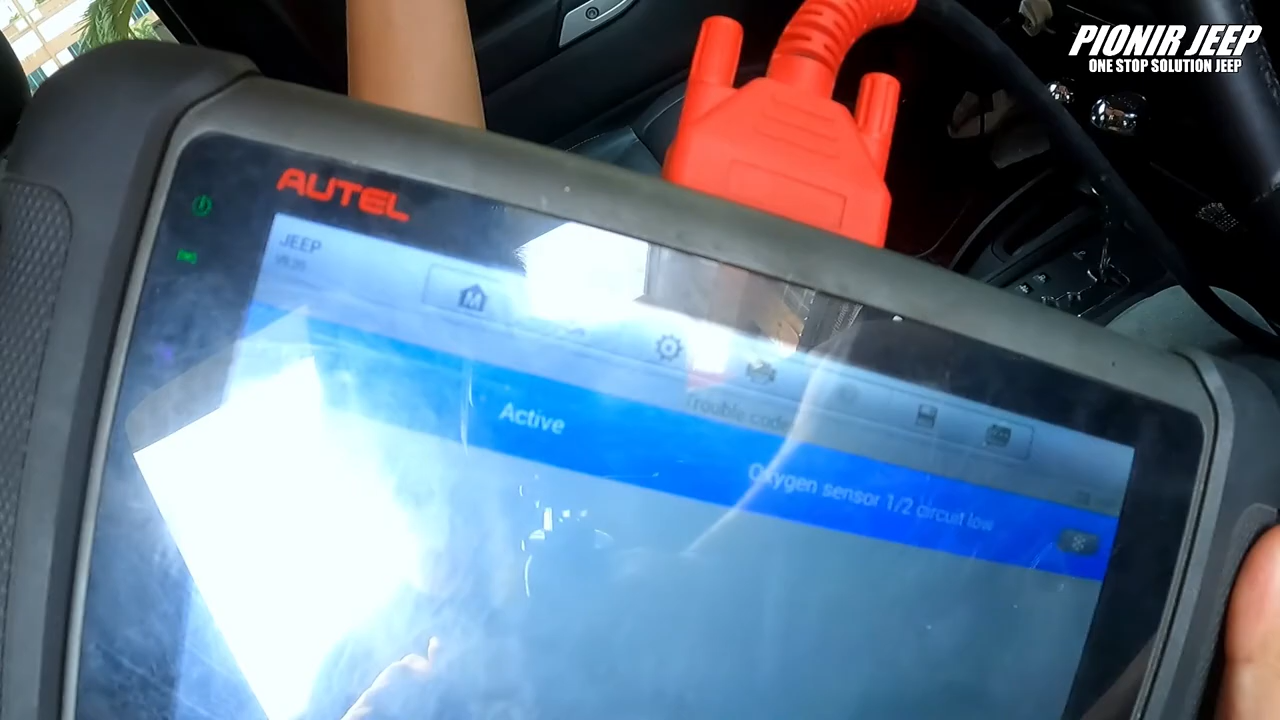 PIONIR JEEP
ONE STOP SOLUTION JEEP
AUTEL
JEEP
M
Trouble code
Active
Oxygen sensor 1/2 circuit low